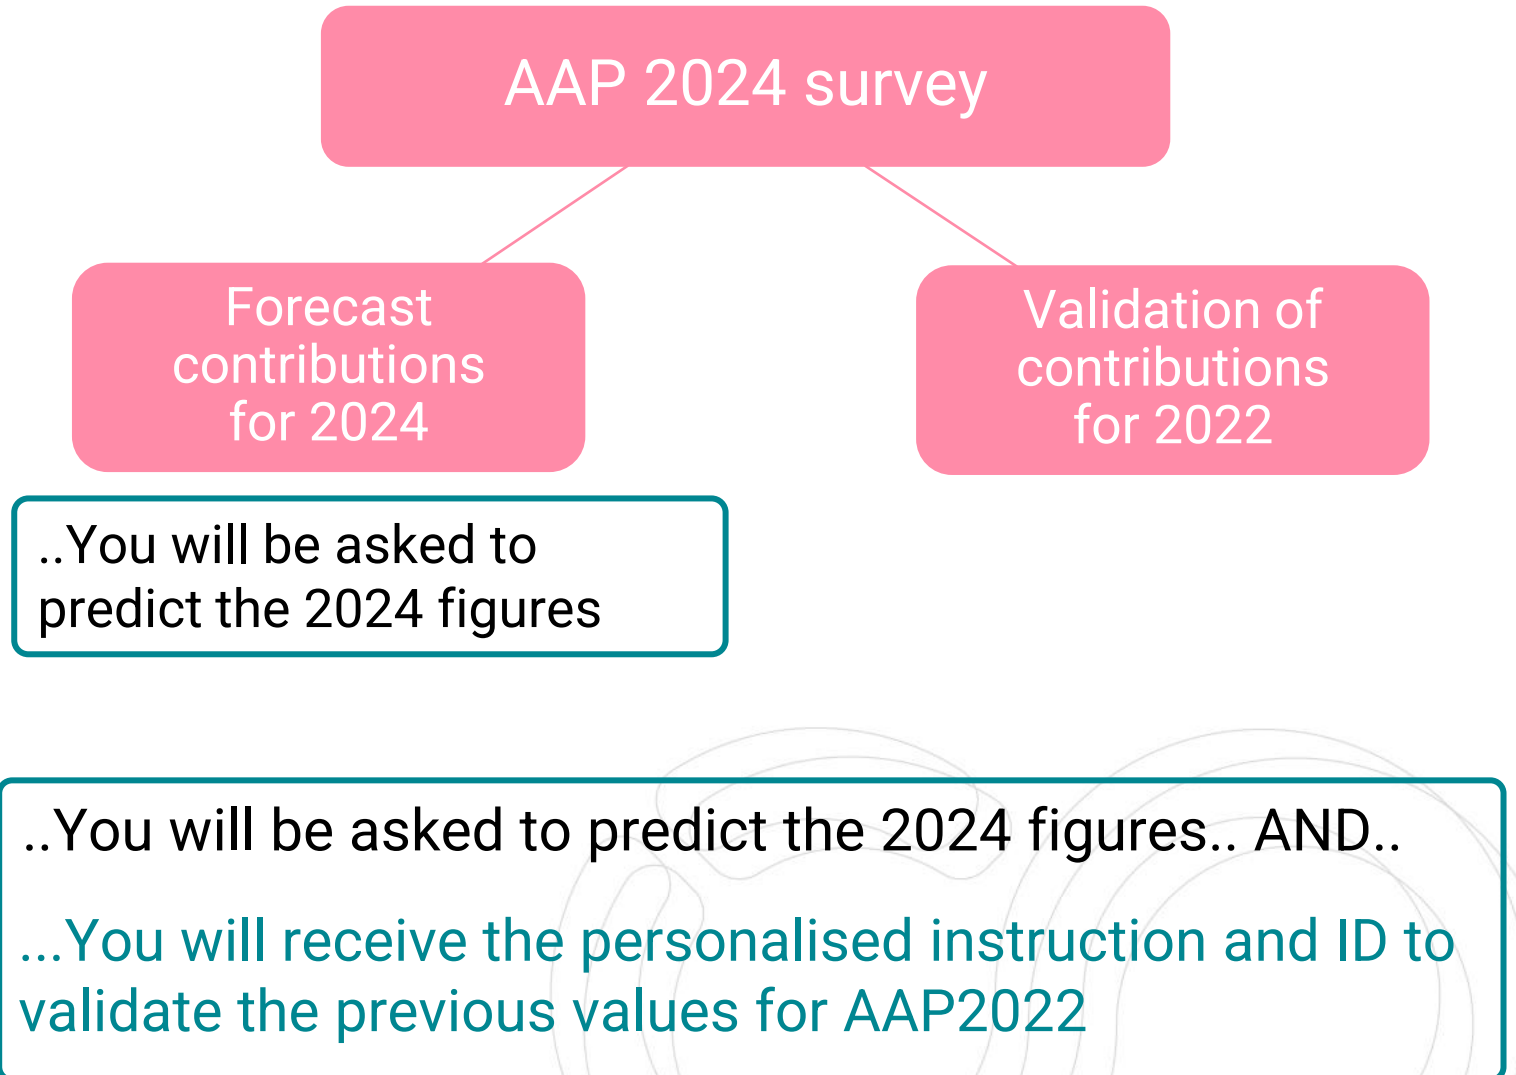 AAP 2024 survey
Forecast
contributions
for 2024
Validation of
contributions
for 2022
..You will be asked to
predict the 2024 figures
..You will be asked to predict the 2024 figures.. AND..
...You will receive the personalised instruction and ID to
validate the previous values for AAP2022